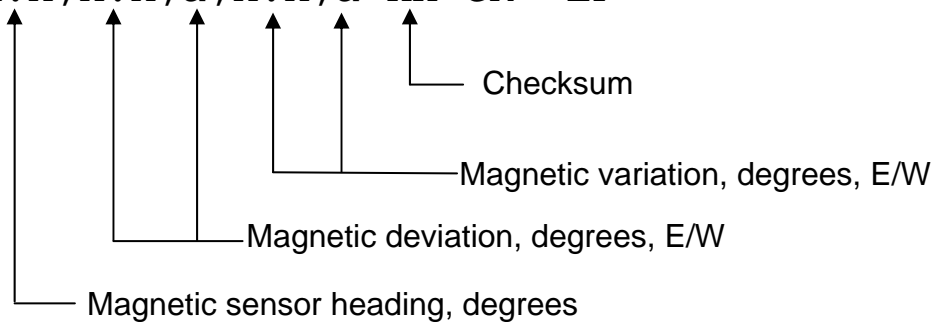 Checksum
Magnetic variation, degrees, E/W
Magnetic deviation, degrees, E/W
Magnetic sensor heading, degrees